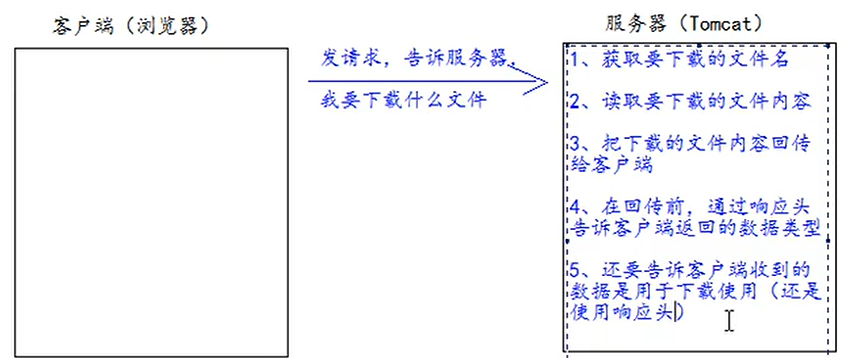 客户端（浏览器）
服务器（Tomcat）
发请求，告诉服务器，
我要下载什么文件
1、获取要下载的文件名
2、读取要下载的文件内容
3、把下载的文件内容回传
给客户端
4、在回传前，通过响应头
告诉客户端返回的数据类型
5、还要告诉客户端收到的
数据是用于下载使用（还是
使用响应头）